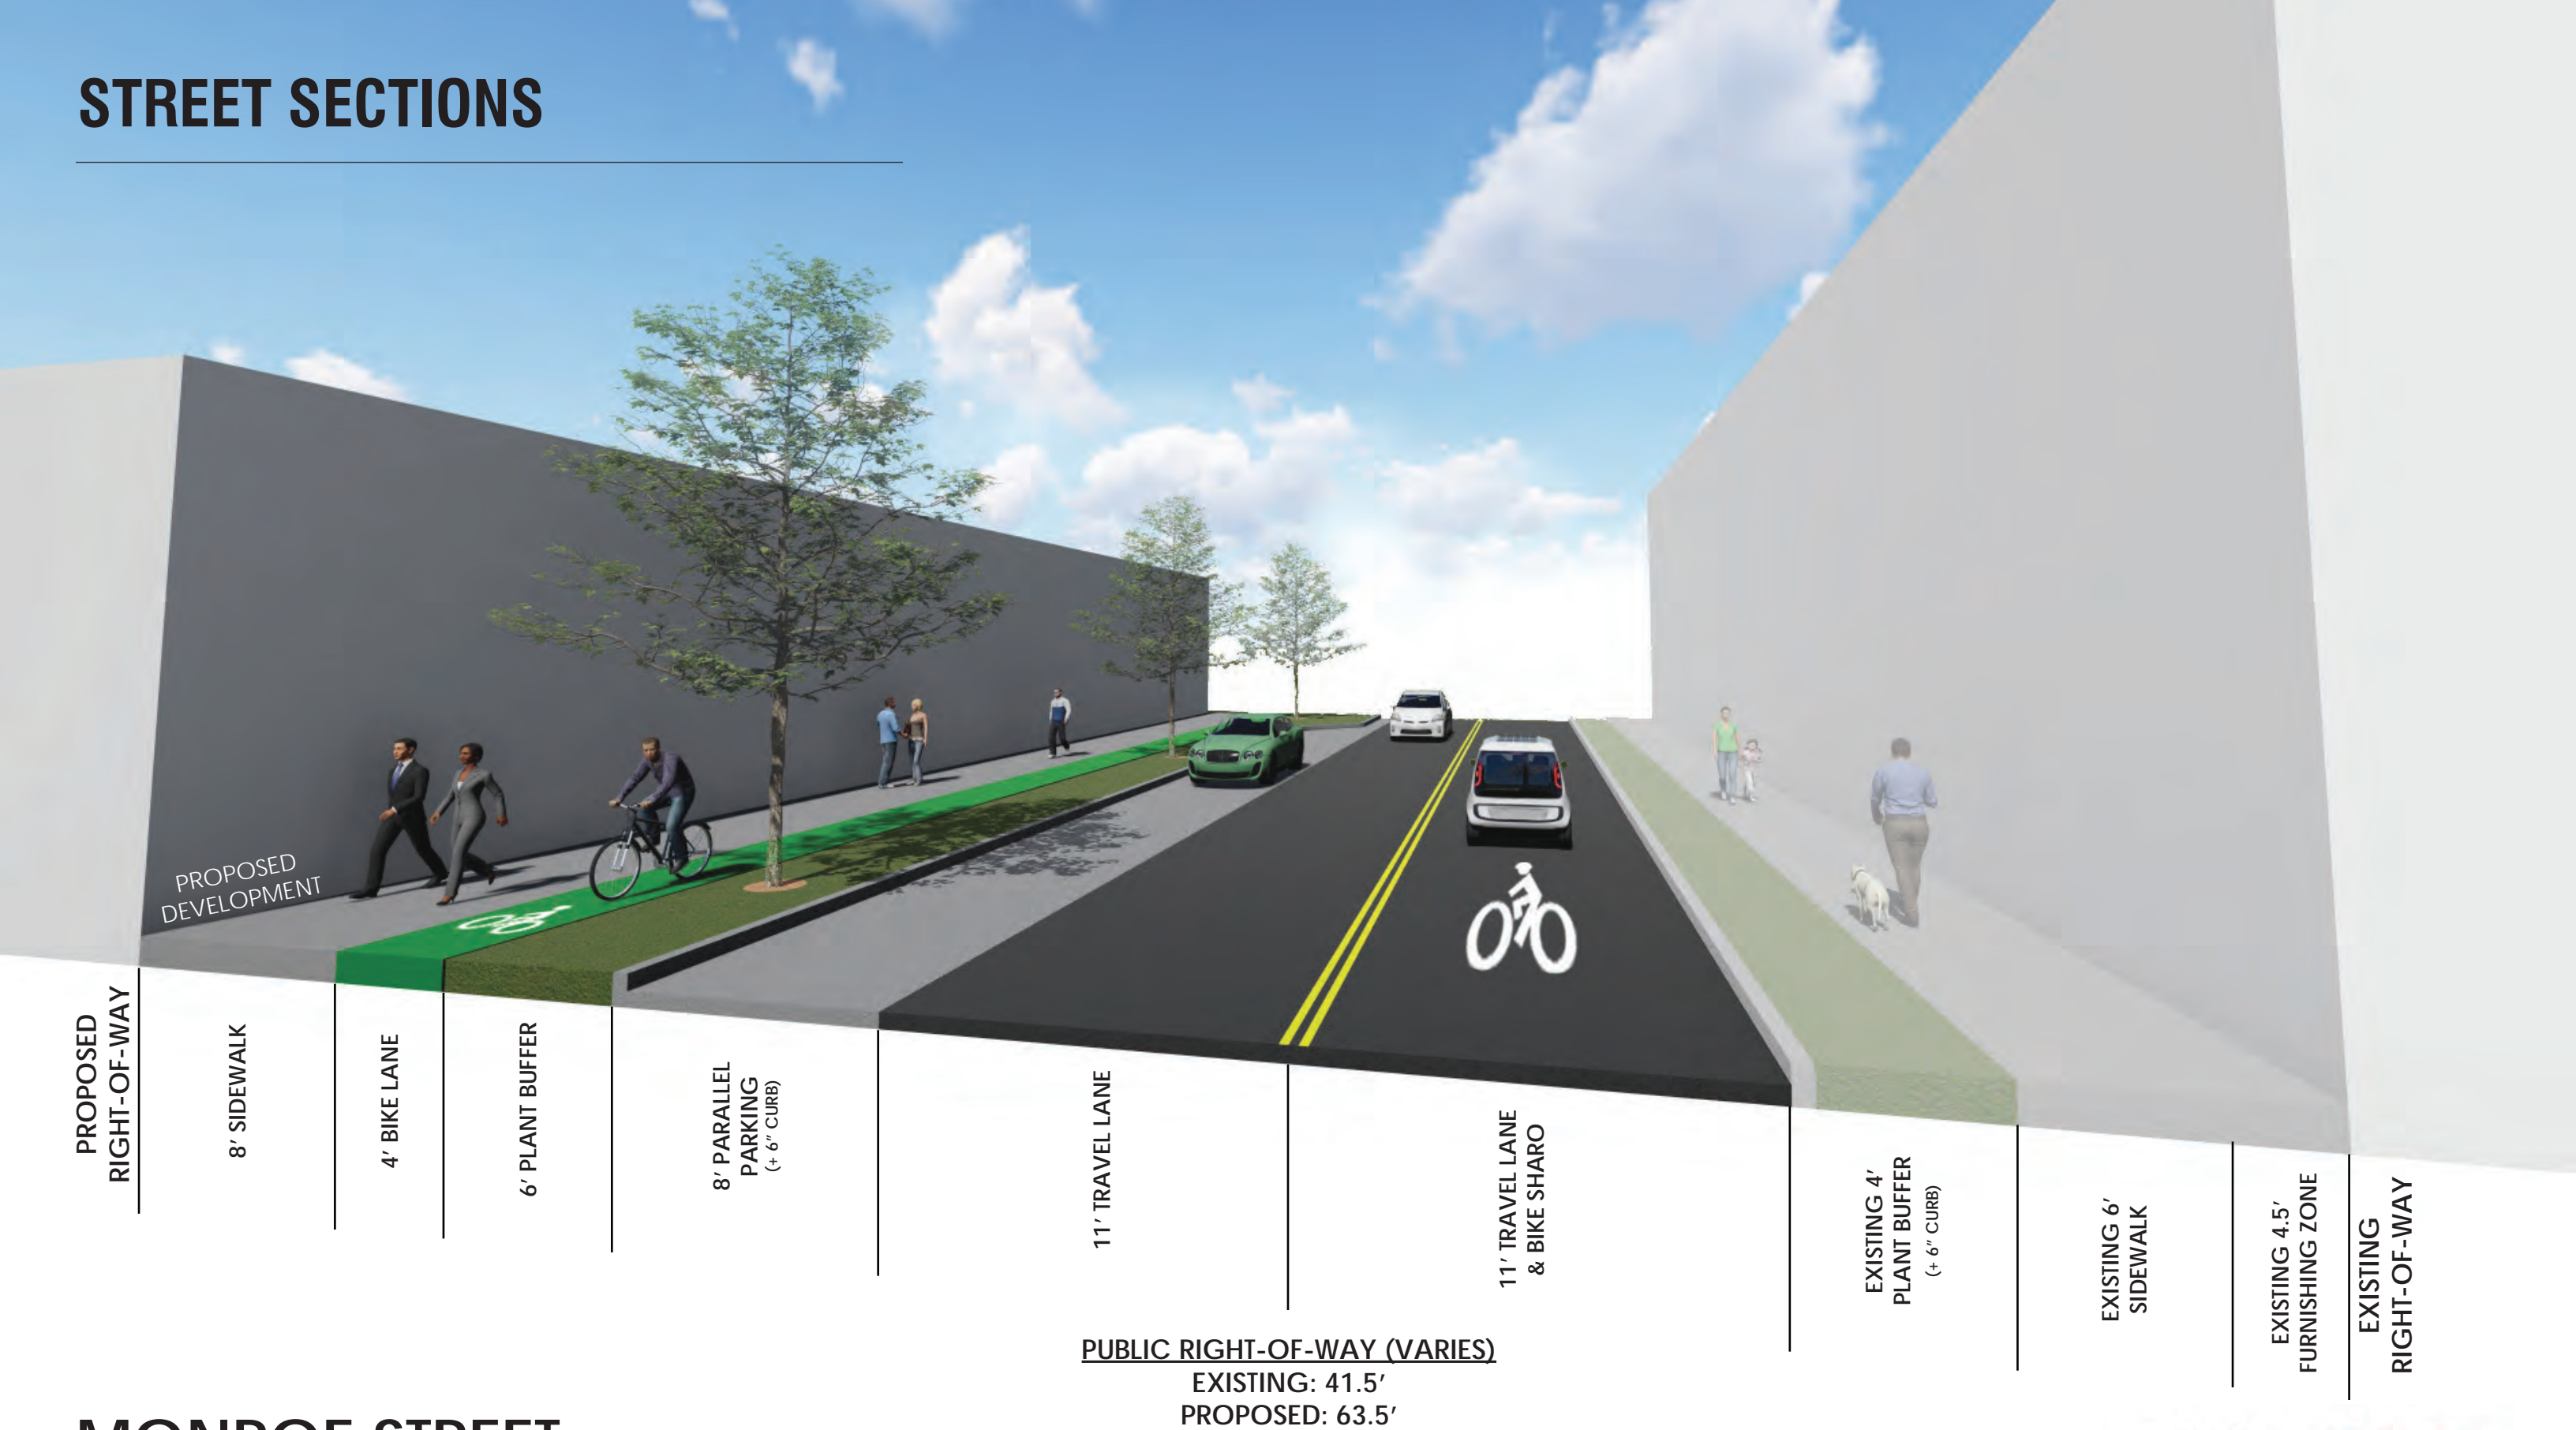 STREET SECTIONS
PROPOSED
DEVELOPMENT
PROPOSED
RIGHT-OF-WAY
8' SIDEWALK
4' BIKE LANE
6' PLANT BUFFER
8' PARALLEL
PARKING
(+ 6" CURB)
11' TRAVEL LANE
11' TRAVEL LANE
& BIKE SHARO
EXISTING 4'
PLANT BUFFER
(+ 6" CURB)
EXISTING 6'
SIDEWALK
EXISTING 4.5'
FURNISHING ZONE
EXISTING
RIGHT-OF-WAY
PUBLIC RIGHT-OF-WAY (VARIES)
EXISTING: 41.5'
PROPOSED: 63.5'
MONROE STREET